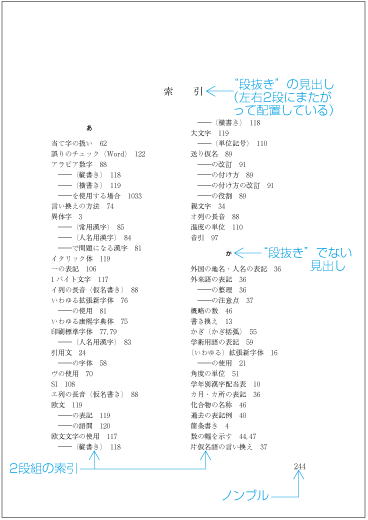 索　引
"段抜き"の見出し
(左右2段にまたが
って配置している)
あ
当て字の扱い　62
誤りのチェック（Word）　122
アラビア数字　88
――（縦書き）　118
――（横書き）　119
――を使用する場合　1033
言い換えの方法　74
異体字　3
――（常用漢字）　85
――（人名用漢字）　84
――で問題になる漢字　81
イタリック体　119
一の表記　106
1バイト文字　117
イ列の長音（仮名書き）　88
いわゆる拡張新字体　76
――の使用　81
いわゆる康熙字典体　75
印刷標準字体　77,79
――（人名用漢字）　83
引用文　24
――の字体　58
ヴの使用　70
SI　108
エ列の長音（仮名書き）　88
欧文　119
――の表記　119
――の語間　120
欧文文字の使用　117
――（縦書き）　118
――（横書き）　118
大文字　119
――（単位記号）　110
送り仮名　89
――の改訂　91
――の付け方　89
――の付け方の改訂　91
――の役割　89
親文字　34
オ列の長音　88
温度の単位　110
音引　97
か
"段抜き"でない
見出し
外国の地名・人名の表記　36
外来語の表記　36
――の整理　36
――の注意点　37
概略の数　46
書き換え　13
かぎ（かぎ括弧）　55
学術用語の表記　59
（いわゆる）拡張新字体　16
――の使用　21
角度の単位　51
学年別漢字配当表　10
カ月・カ所の表記　36
化合物の名称　46
過去の表記例　40
箇条書き　4
数の幅を示す　44,47
片仮名語の言い換え　37
2段組の索引
244
ノンブル